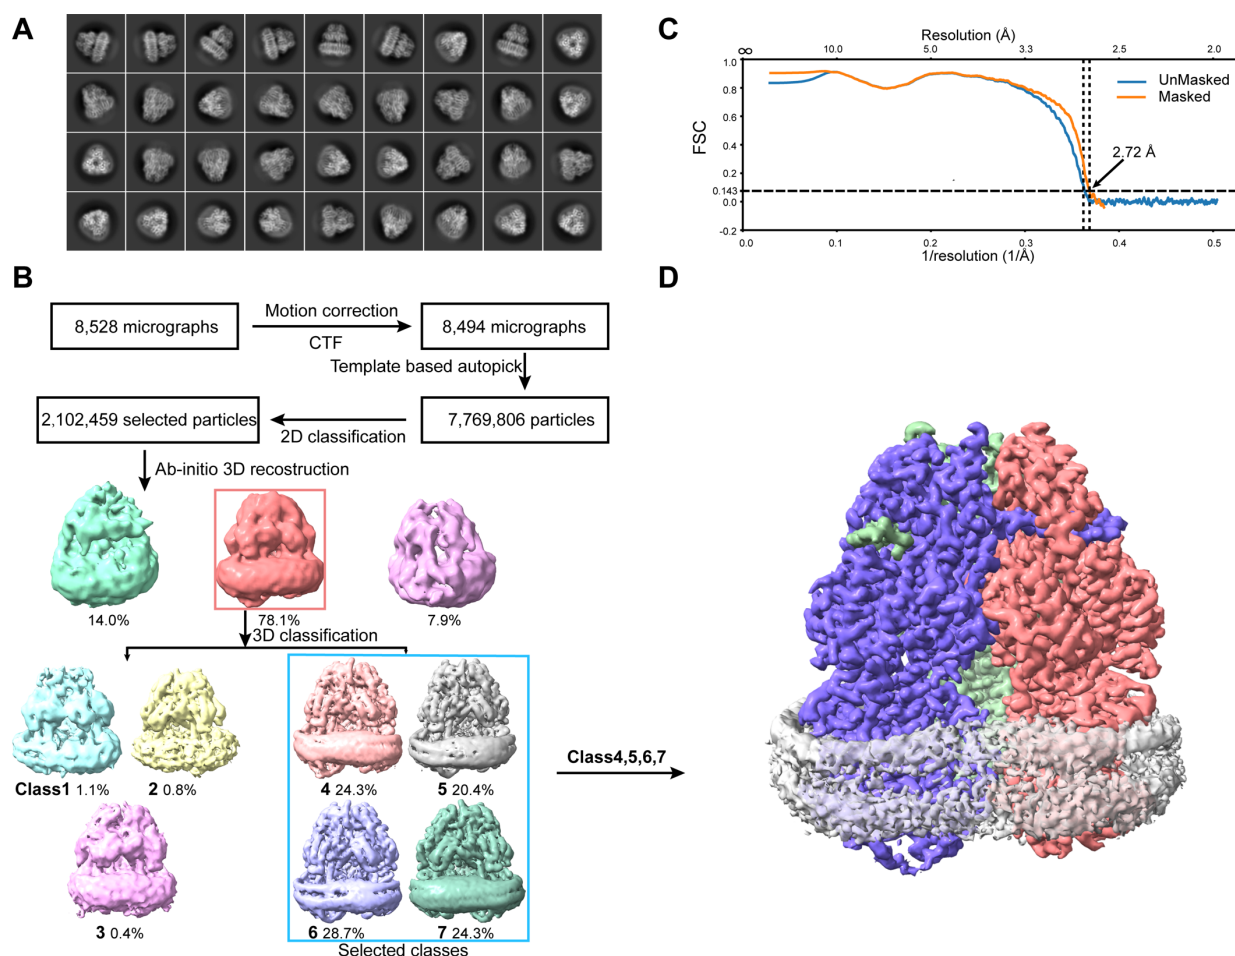 A
C
Resolution (Å)
∞ 10.0 5.0 3.3 2.5 2.0
1.0
0.8
0.6
0.4
0.2
0.143
0.0
-0.2
FSC
UnMasked
Masked
2.72 Å
0.0 0.1 0.2 0.3 0.4 0.5
1/resolution (1/Å)
B
8,528 micrographs
Motion correction
CTF
8,494 micrographs
Template based autopick
7,769,806 particles
2D classification
2,102,459 selected particles
Ab-initio 3D recostruction
14.0%
78.1%
7.9%
3D classification
Class1 1.1%
2 0.8%
3 0.4%
4 24.3%
5 20.4%
6 28.7%
7 24.3%
Selected classes
Class4,5,6,7
D